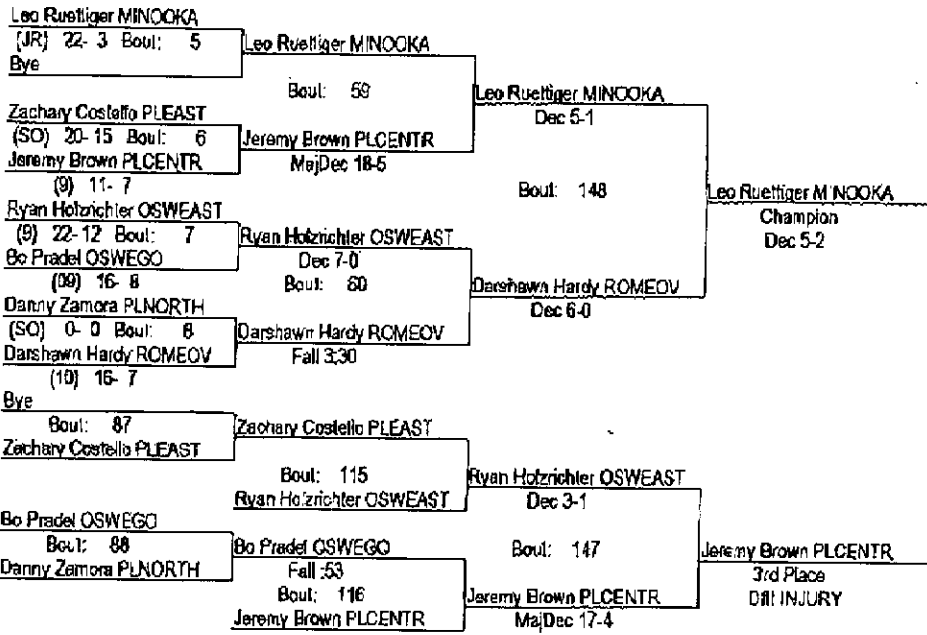 Leo Ruettiger MINOOKA
(JR) 22- 3 Bout: 5
Bye
Leo Ruettiger MINOOKA
Bout: 59
Zachary Costello PLEAST
(SO) 20- 15 Bout: 6
Jeremy Brown PLCENTR
(9) 11- 7
Jeremy Brown PLCENTR
MajDec 18-5
Leo Ruettiger MINOOKA
Dec 5-1
Bout: 148
Ryan Holzrichter OSWEAST
(9) 22-12 Bout: 7
Bo Pradel OSWEGO
(09) 16- 8
Ryan Holzrichter OSWEAST
Dec 7-0
Bout: 60
Danny Zamora PLNORTH
(SO) 0- 0 Bout: 8
Darshawn Hardy ROMEOV
(10) 16- 7
Darshawn Hardy ROMEOV
Fall 3:30
Darshawn Hardy ROMEOV
Dec 6-0
Leo Ruettiger MINOOKA
Champion
Dec 5-2
Bye
Bout: 87
Zachary Costello PLEAST
Zachary Costello PLEAST
Bout: 115
Ryan Holzrichter OSWEAST
Ryan Holzrichter OSWEAST
Dec 3-1
Bout: 147
Bo Pradel OSWEGO
Bout: 88
Danny Zamora PLNORTH
Bo Pradel OSWEGO
Fall :53
Bout: 116
Jeremy Brown PLCENTR
Jeremy Brown PLCENTR
MajDec 17-4
Jeremy Brown PLCENTR
3rd Place
Dflt INJURY